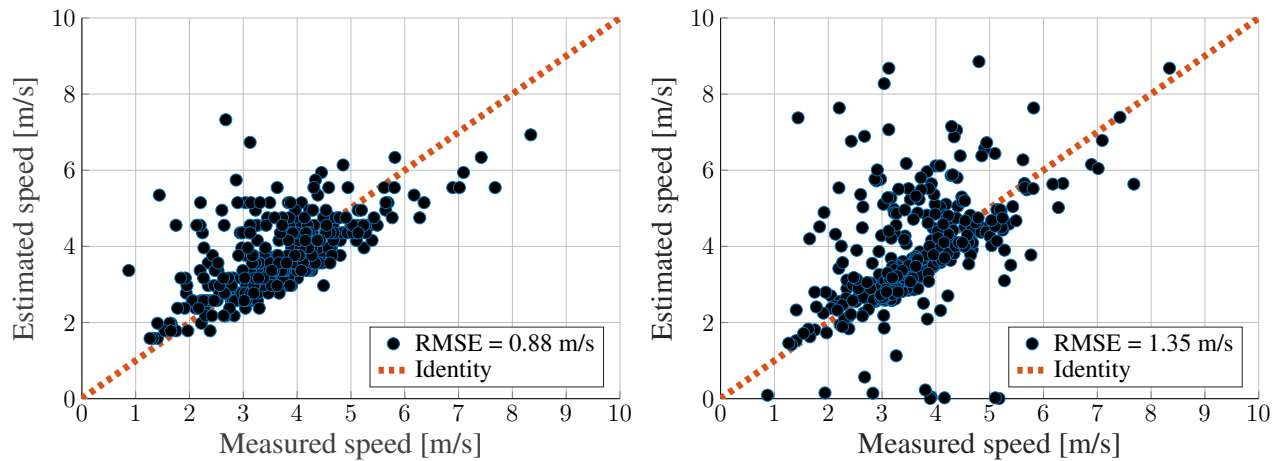 10
8
6
4
2
0
0 1 2 3 4 5 6 7 8 9 10
Estimated speed [m/s]
Measured speed [m/s]
RMSE = 0.88 m/s
Identity
10
8
6
4
2
0
0 1 2 3 4 5 6 7 8 9 10
Estimated speed [m/s]
Measured speed [m/s]
RMSE = 1.35 m/s
Identity